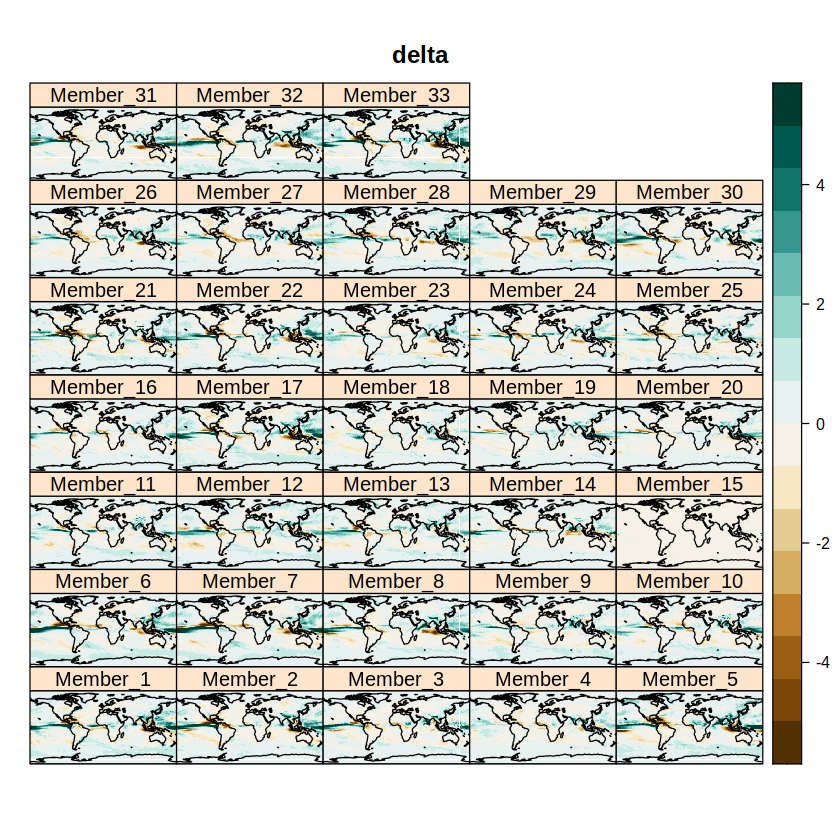 delta
Member_31 Member_32 Member_33
Member_26 Member_27 Member_28 Member_29 Member_30
Member_21 Member_22 Member_23 Member_24 Member_25
Member_16 Member_17 Member_18 Member_19 Member_20
Member_11 Member_12 Member_13 Member_14 Member_15
Member_6 Member_7 Member_8 Member_9 Member_10
Member_1 Member_2 Member_3 Member_4 Member_5
4
2
0
-2
-4